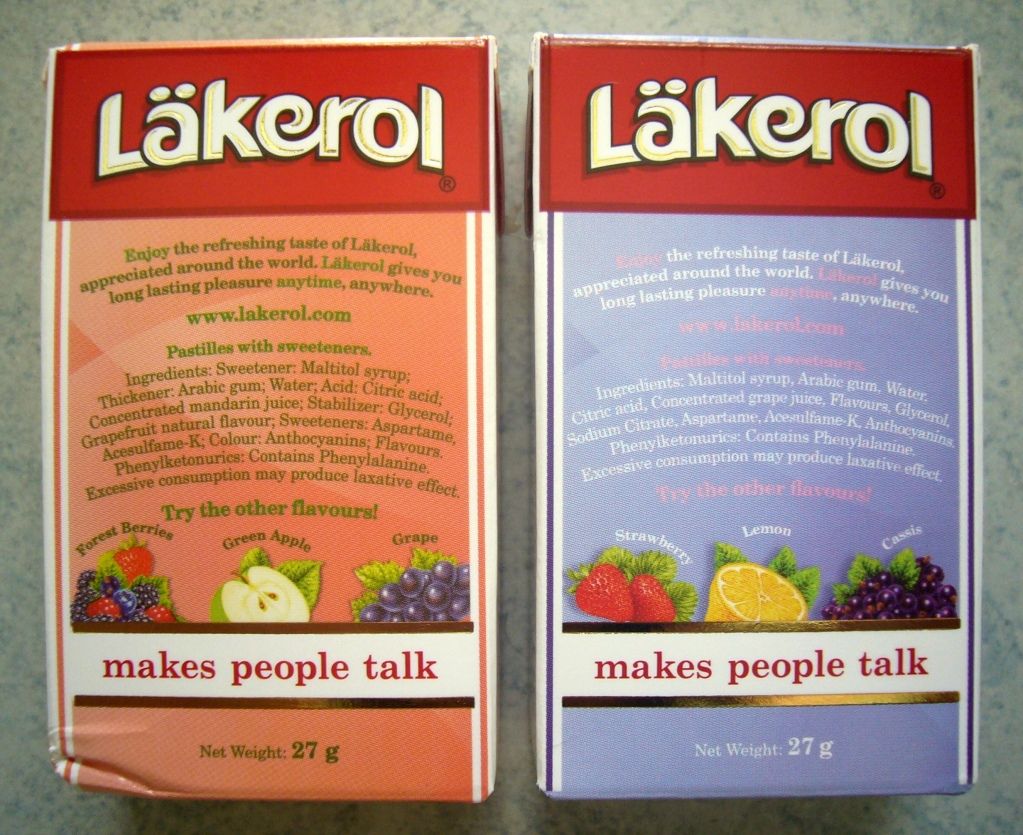 Läkerol
®
Enjoy the refreshing taste of Läkerol,
appreciated around the world. Läkerol gives you
long lasting pleasure anytime, anywhere.
www.lakerol.com
Pastilles with sweeteners.
Ingredients: Sweetener: Maltitol syrup;
Thickener: Arabic gum; Water; Acid: Citric acid;
Concentrated mandarin juice; Stabilizer: Glycerol;
Grapefruit natural flavour; Sweeteners: Aspartame,
Acesulfame-K; Colour: Anthocyanins; Flavours.
Phenylketonurics: Contains Phenylalanine.
Excessive consumption may produce laxative effect.
Try the other flavours!
Forest Berries
Green Apple
Grape
makes people talk
Net Weight: 27 g
Läkerol
®
Enjoy the refreshing taste of Läkerol,
appreciated around the world. Läkerol gives you
long lasting pleasure anytime, anywhere.
www.lakerol.com
Pastilles with sweeteners.
Ingredients: Maltitol syrup, Arabic gum, Water,
Citric acid, Concentrated grape juice, Flavours, Glycerol,
Sodium Citrate, Aspartame, Acesulfame-K, Anthocyanins,
Phenylketonurics: Contains Phenylalanine.
Excessive consumption may produce laxative effect.
Try the other flavours!
Strawberry
Lemon
Cassis
makes people talk
Net Weight: 27 g